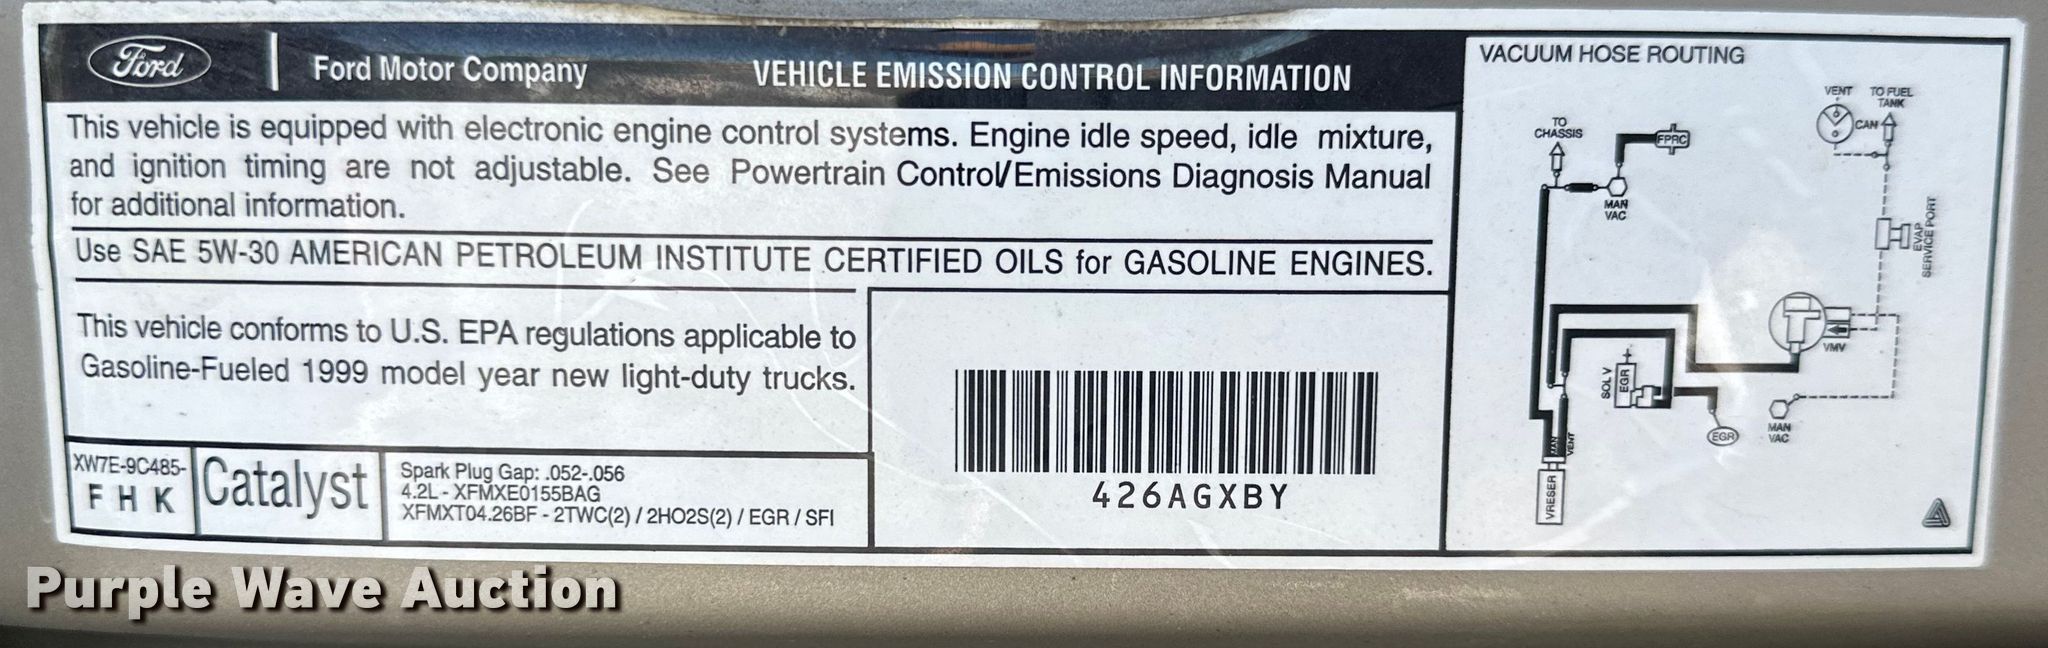 Ford
Ford Motor Company
VEHICLE EMISSION CONTROL INFORMATION
This vehicle is equipped with electronic engine control systems. Engine idle speed, idle mixture,
and ignition timing are not adjustable. See Powertrain Control/Emissions Diagnosis Manual
for additional information.
Use SAE 5W-30 AMERICAN PETROLEUM INSTITUTE CERTIFIED OILS for GASOLINE ENGINES.
This vehicle conforms to U.S. EPA regulations applicable to
Gasoline-Fueled 1999 model year new light-duty trucks.
XW7E-9C485-
F H K
Catalyst
Spark Plug Gap: .052-.056
4.2L - XFMXE0155BAG
XFMXT04.26BF - 2TWC(2) / 2HO2S(2) / EGR / SFI
426AGXBY
VACUUM HOSE ROUTING
TO
CHASSIS
FPRC
MAN
VAC
VENT
TO FUEL
TANK
CAN
EVAP
SERVICE PORT
VMV
SOL V
EGR
EGR
MAN
VAC
MAN
VENT
VRESER
Purple Wave Auction